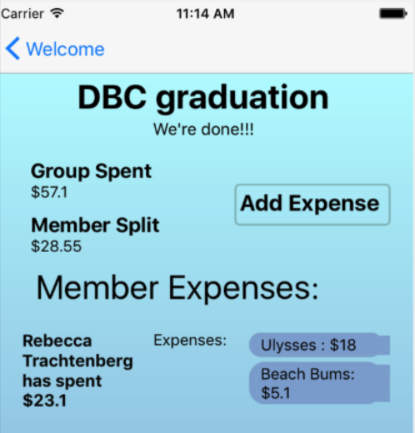 Carrier 11:14 AM
Welcome
DBC graduation
We're done!!!
Group Spent
$57.1
Add Expense
Member Split
$28.55
Member Expenses:
Rebecca
Trachtenberg
has spent
$23.1
Expenses:
Ulysses : $18
Beach Bums:
$5.1